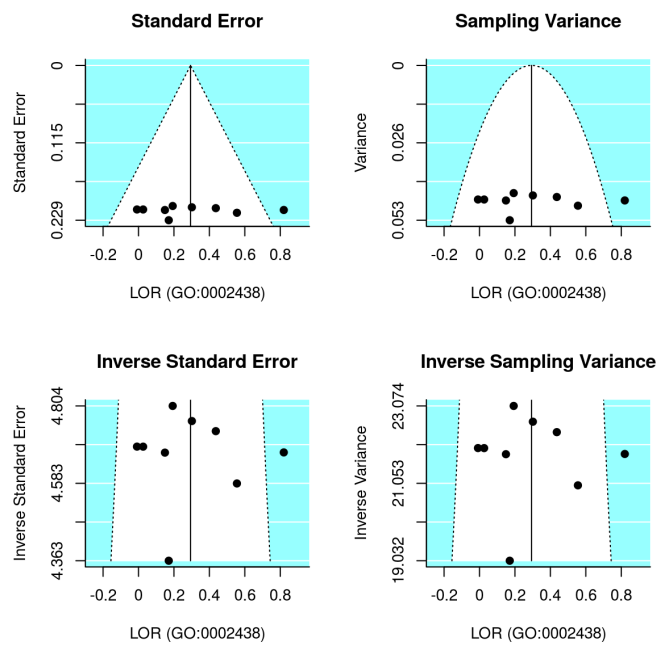 Standard Error
Standard Error
0
0.115
0.229
-0.2 0 0.2 0.4 0.6 0.8
LOR (GO:0002438)
Sampling Variance
Variance
0
0.026
0.053
-0.2 0 0.2 0.4 0.6 0.8
LOR (GO:0002438)
Inverse Standard Error
Inverse Standard Error
4.804
4.583
4.363
-0.2 0 0.2 0.4 0.6 0.8
LOR (GO:0002438)
Inverse Sampling Variance
Inverse Variance
23.074
21.053
19.032
-0.2 0 0.2 0.4 0.6 0.8
LOR (GO:0002438)